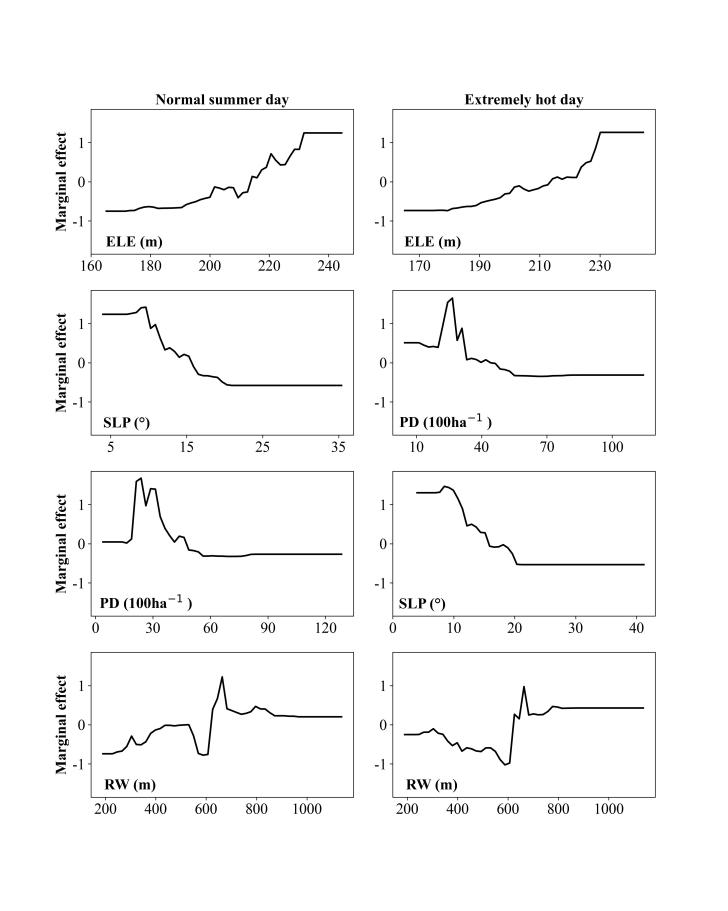 Normal summer day Extremely hot day
Marginal effect
1
0
-1
ELE (m)
160 180 200 220 240
1
0
-1
ELE (m)
170 190 210 230
Marginal effect
1
0
-1
SLP (°)
5 15 25 35
1
0
-1
PD (100ha⁻¹ )
10 40 70 100
Marginal effect
1
0
-1
PD (100ha⁻¹ )
0 30 60 90 120
1
0
-1
SLP (°)
0 10 20 30 40
Marginal effect
1
0
-1
RW (m)
200 400 600 800 1000
1
0
-1
RW (m)
200 400 600 800 1000